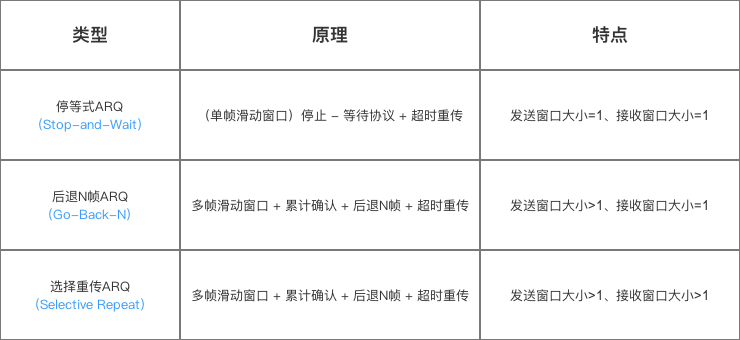 类型
原理
特点
停等式ARQ
(Stop-and-Wait)
（单帧滑动窗口）停止 - 等待协议 + 超时重传
发送窗口大小=1、接收窗口大小=1
后退N帧ARQ
(Go-Back-N)
多帧滑动窗口 + 累计确认 + 后退N帧 + 超时重传
发送窗口大小>1、接收窗口大小=1
选择重传ARQ
(Selective Repeat)
多帧滑动窗口 + 累计确认 + 后退N帧 + 超时重传
发送窗口大小>1、接收窗口大小>1